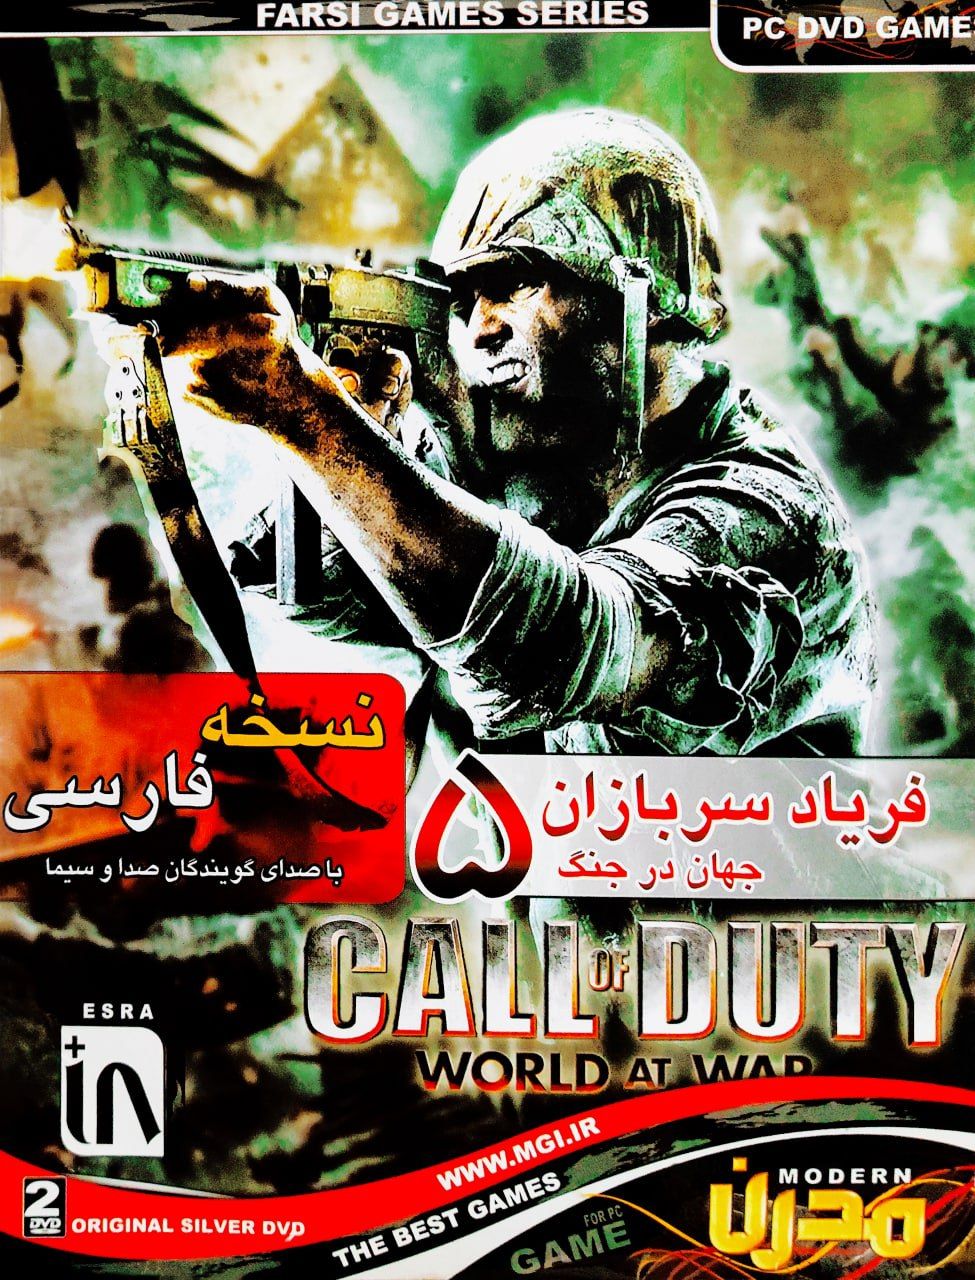 FARSI GAMES SERIES
PC DVD GAME
نسخه
فارسی
با صدای گویندگان صدا و سیما
فریاد سربازان ۵
جهان در جنگ
CALL OF DUTY
WORLD AT WAR
ESRA
+۱۸
WWW.MGI.IR
THE BEST GAMES
FOR PC
GAME
2
DVD
ORIGINAL SILVER DVD
MODERN
مدرن